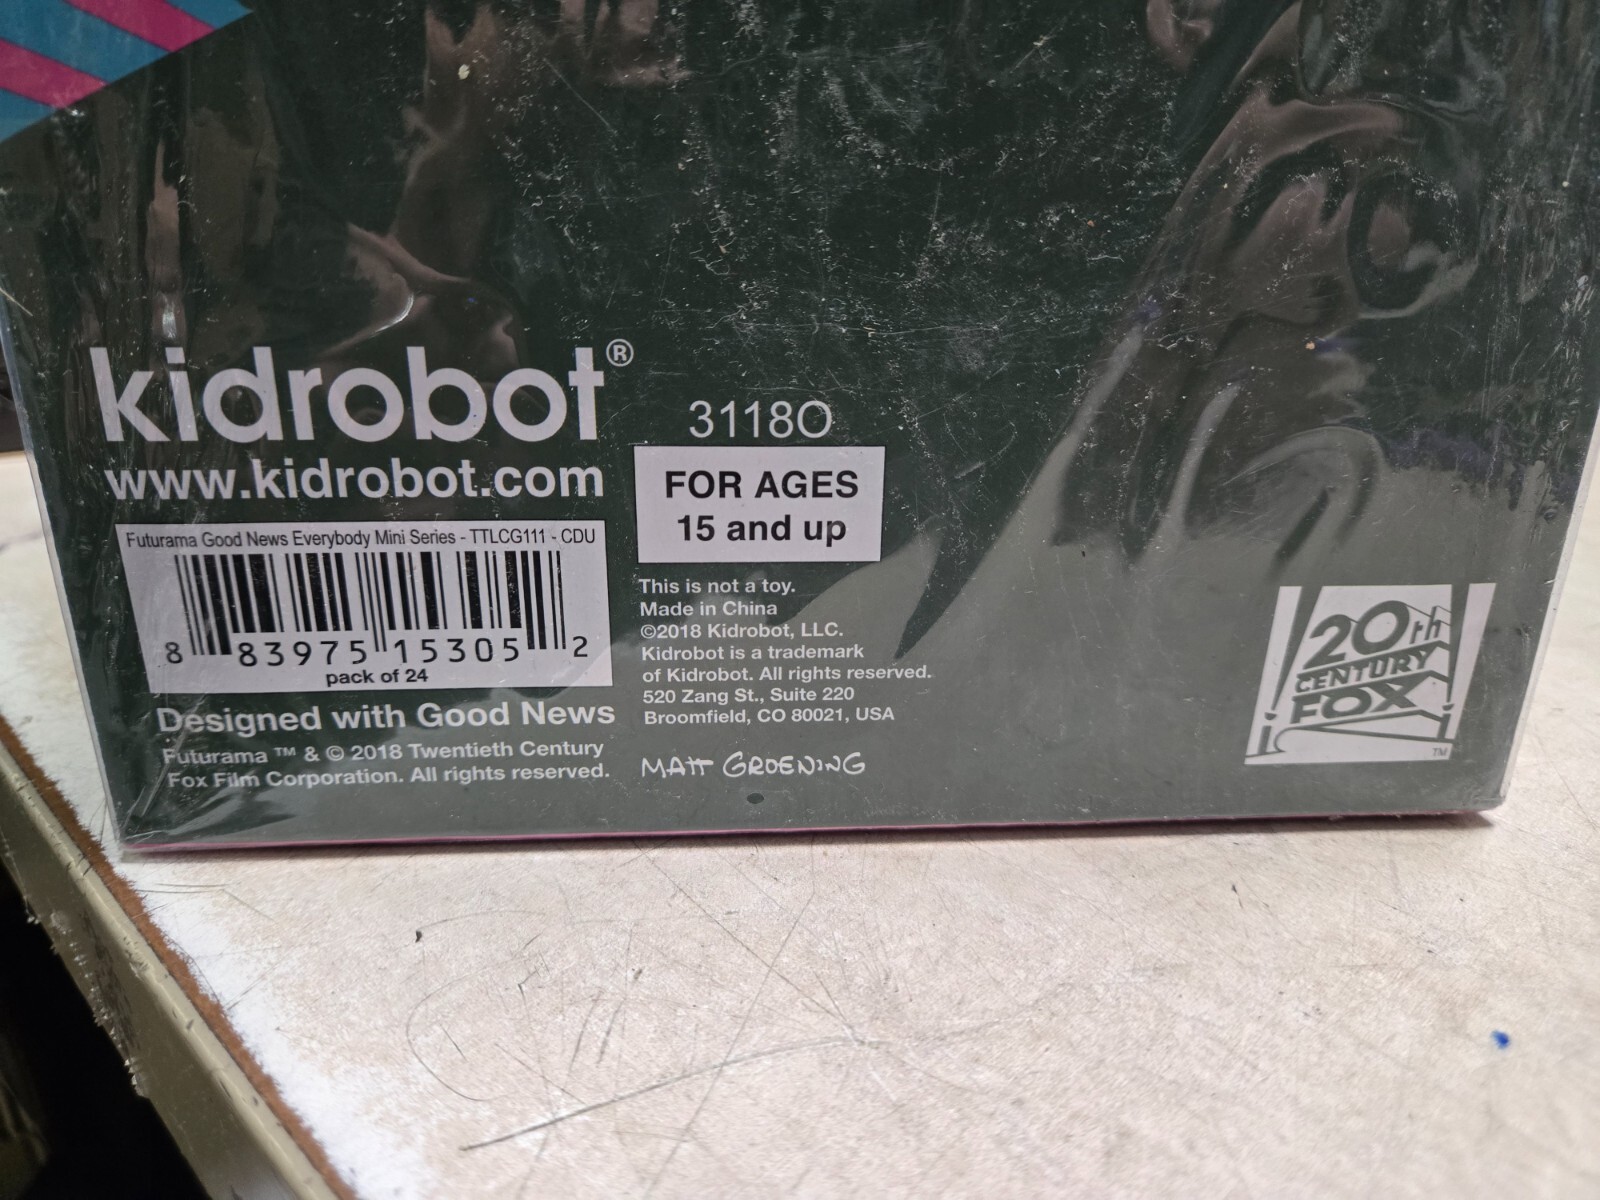 kidrobot®
www.kidrobot.com
Futurama Good News Everybody Mini Series - TTLCG111 - CDU
8 83975 15305 2
pack of 24
Designed with Good News
Futurama ™ & © 2018 Twentieth Century
Fox Film Corporation. All rights reserved.
3118O
FOR AGES
15 and up
This is not a toy.
Made in China
©2018 Kidrobot, LLC.
Kidrobot is a trademark
of Kidrobot. All rights reserved.
520 Zang St., Suite 220
Broomfield, CO 80021, USA
MATT GROENING
20th
CENTURY
FOX
TM